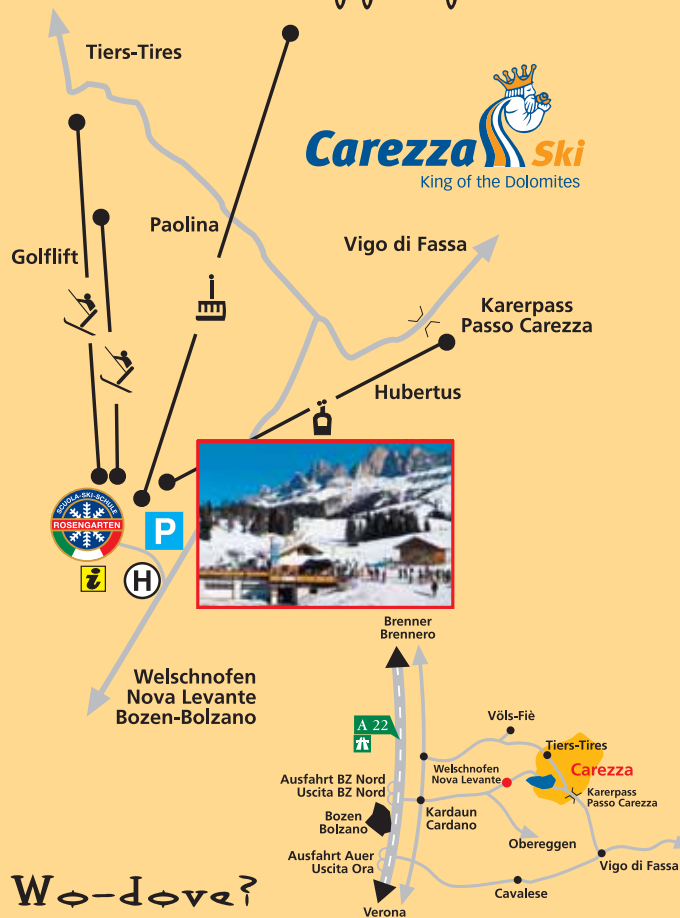 Tiers-Tires
Carezza Ski
King of the Dolomites
Paolina
Golflift
Vigo di Fassa
Karerpass
Passo Carezza
Hubertus
SCUOLA-SKI-SCHULE
ROSENGARTEN
P
i
H
Welschnofen
Nova Levante
Bozen-Bolzano
Brenner
Brennero
A 22
Völs-Fiè
Tiers-Tires
Carezza
Welschnofen
Nova Levante
Karerpass
Passo Carezza
Ausfahrt BZ Nord
Uscita BZ Nord
Bozen
Bolzano
Kardaun
Cardano
Obereggen
Ausfahrt Auer
Uscita Ora
Vigo di Fassa
Cavalese
Verona
Wo-dove?